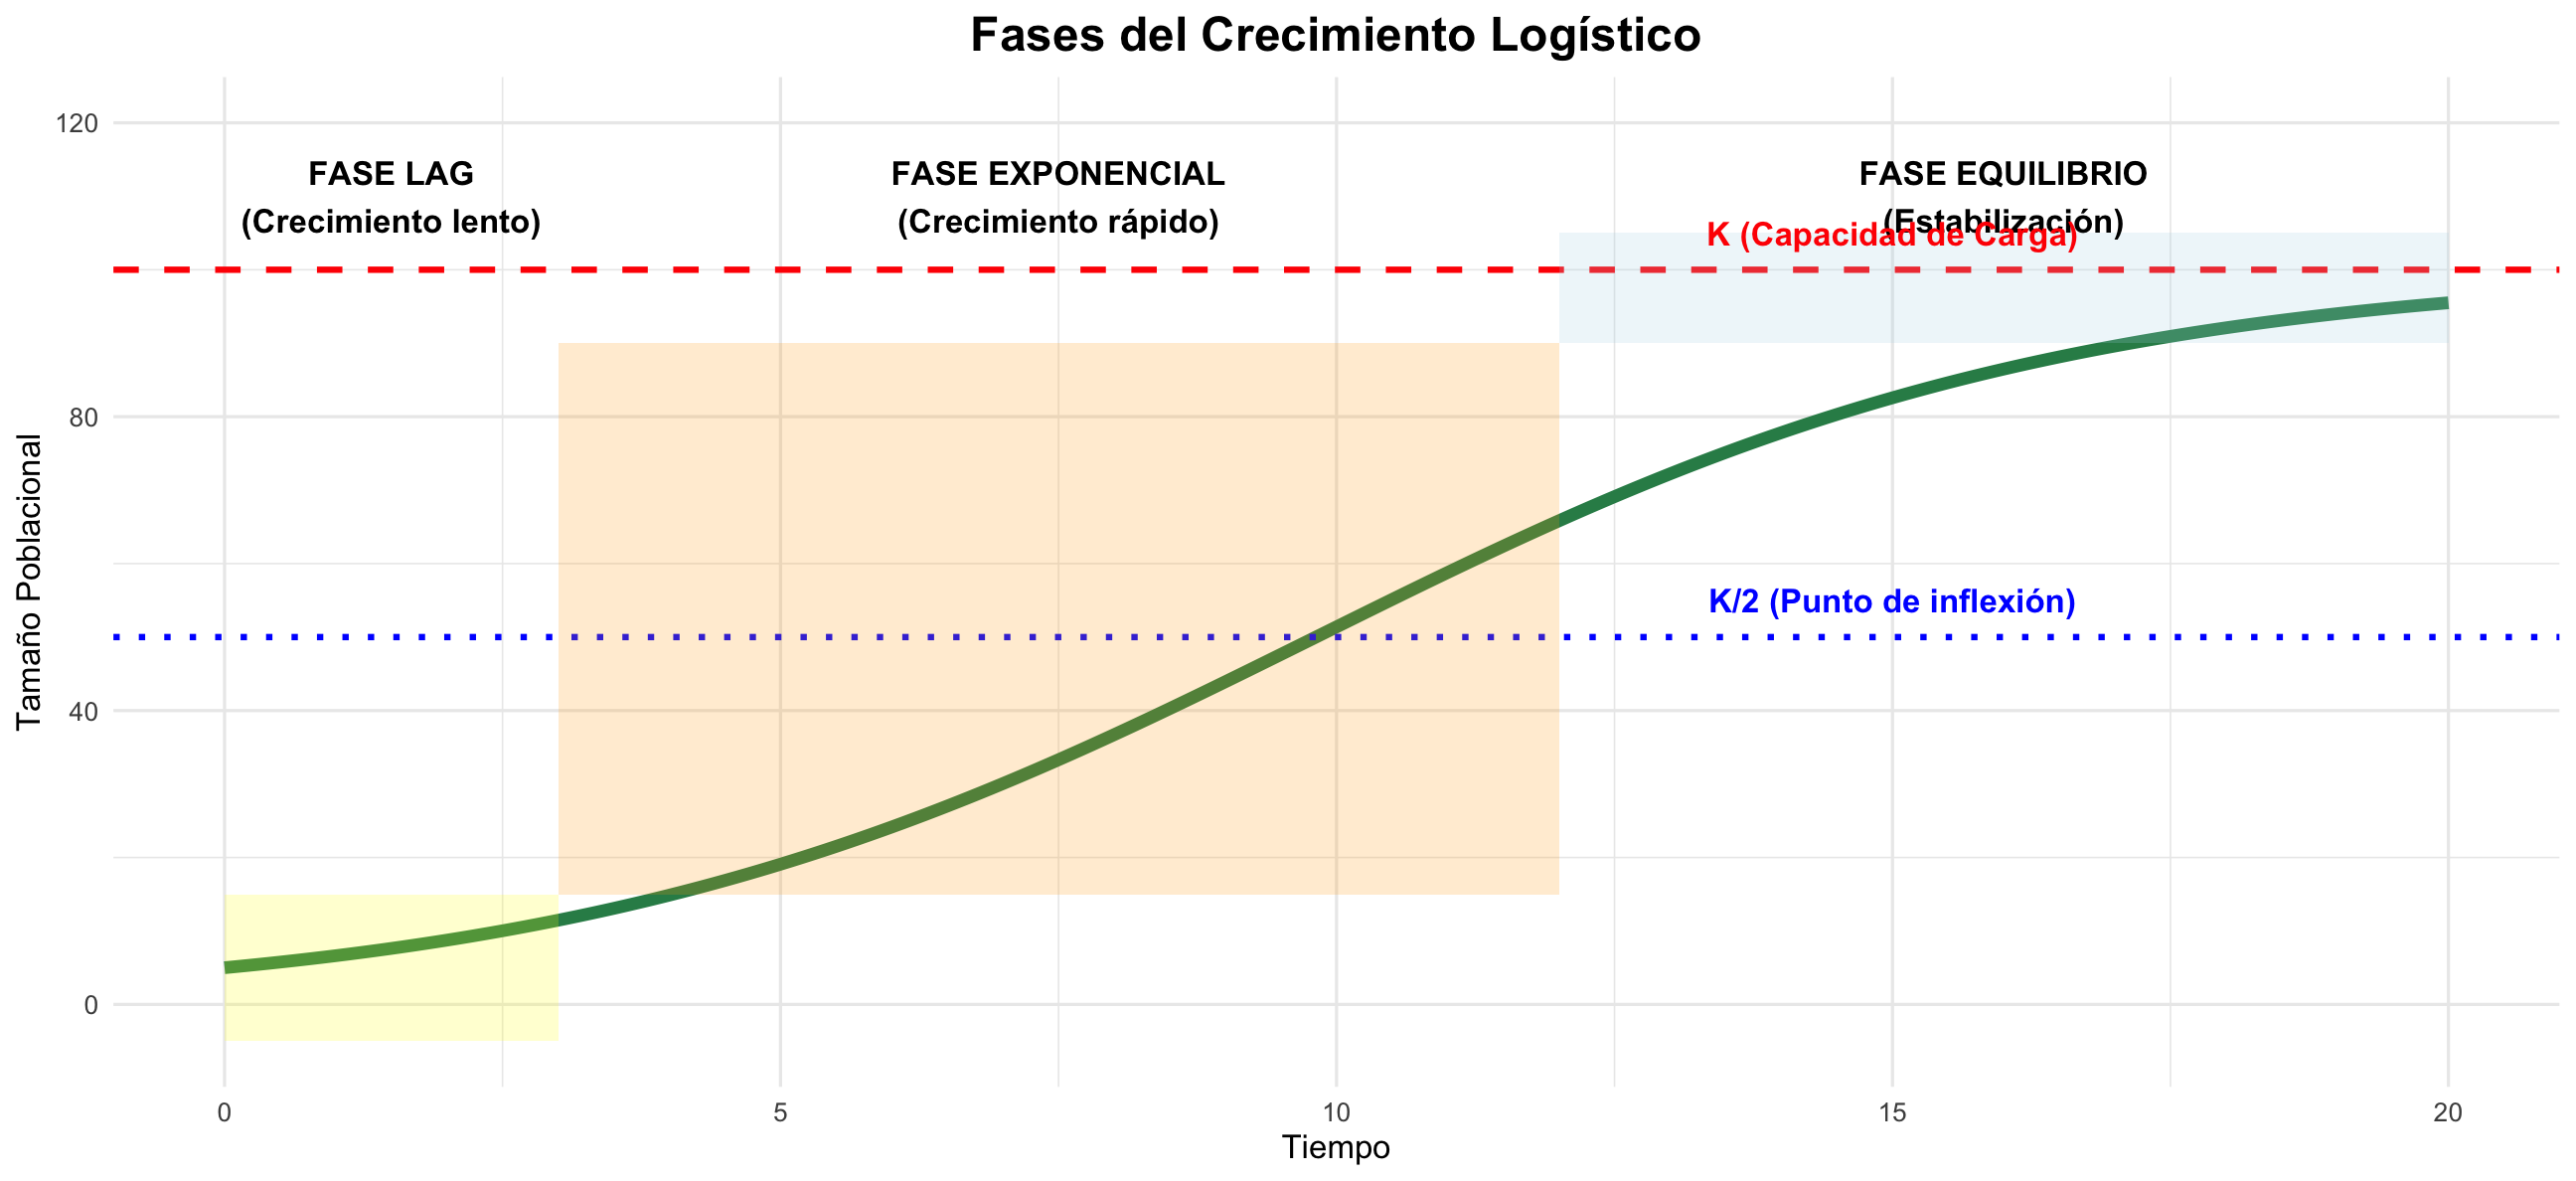 Fases del Crecimiento Logístico
120
FASE LAG
(Crecimiento lento)
FASE EXPONENCIAL
(Crecimiento rápido)
FASE EQUILIBRIO
(Estabilización)
K (Capacidad de Carga)
80
K/2 (Punto de inflexión)
40
0
Tamaño Poblacional
0 5 10 15 20
Tiempo